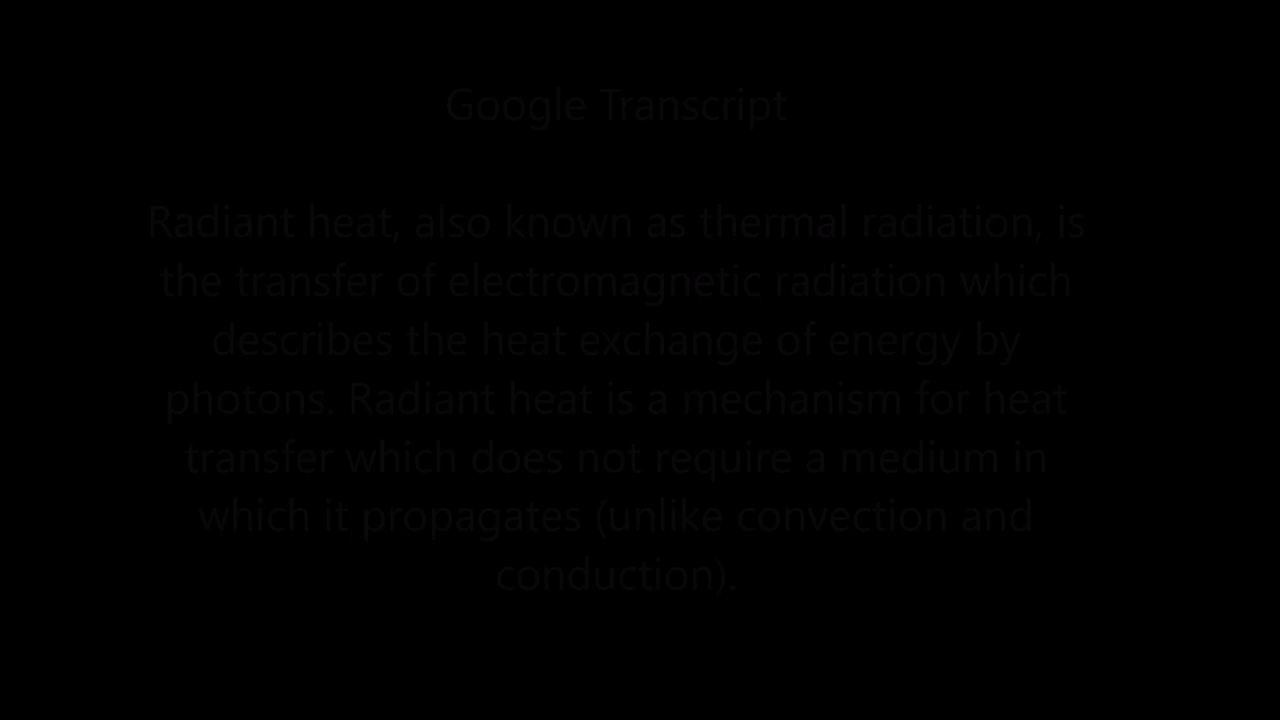 Google Transcript
Radiant heat, also known as thermal radiation, is
the transfer of electromagnetic radiation which
describes the heat exchange of energy by
photons. Radiant heat is a mechanism for heat
transfer which does not require a medium in
which it propagates (unlike convection and
conduction).